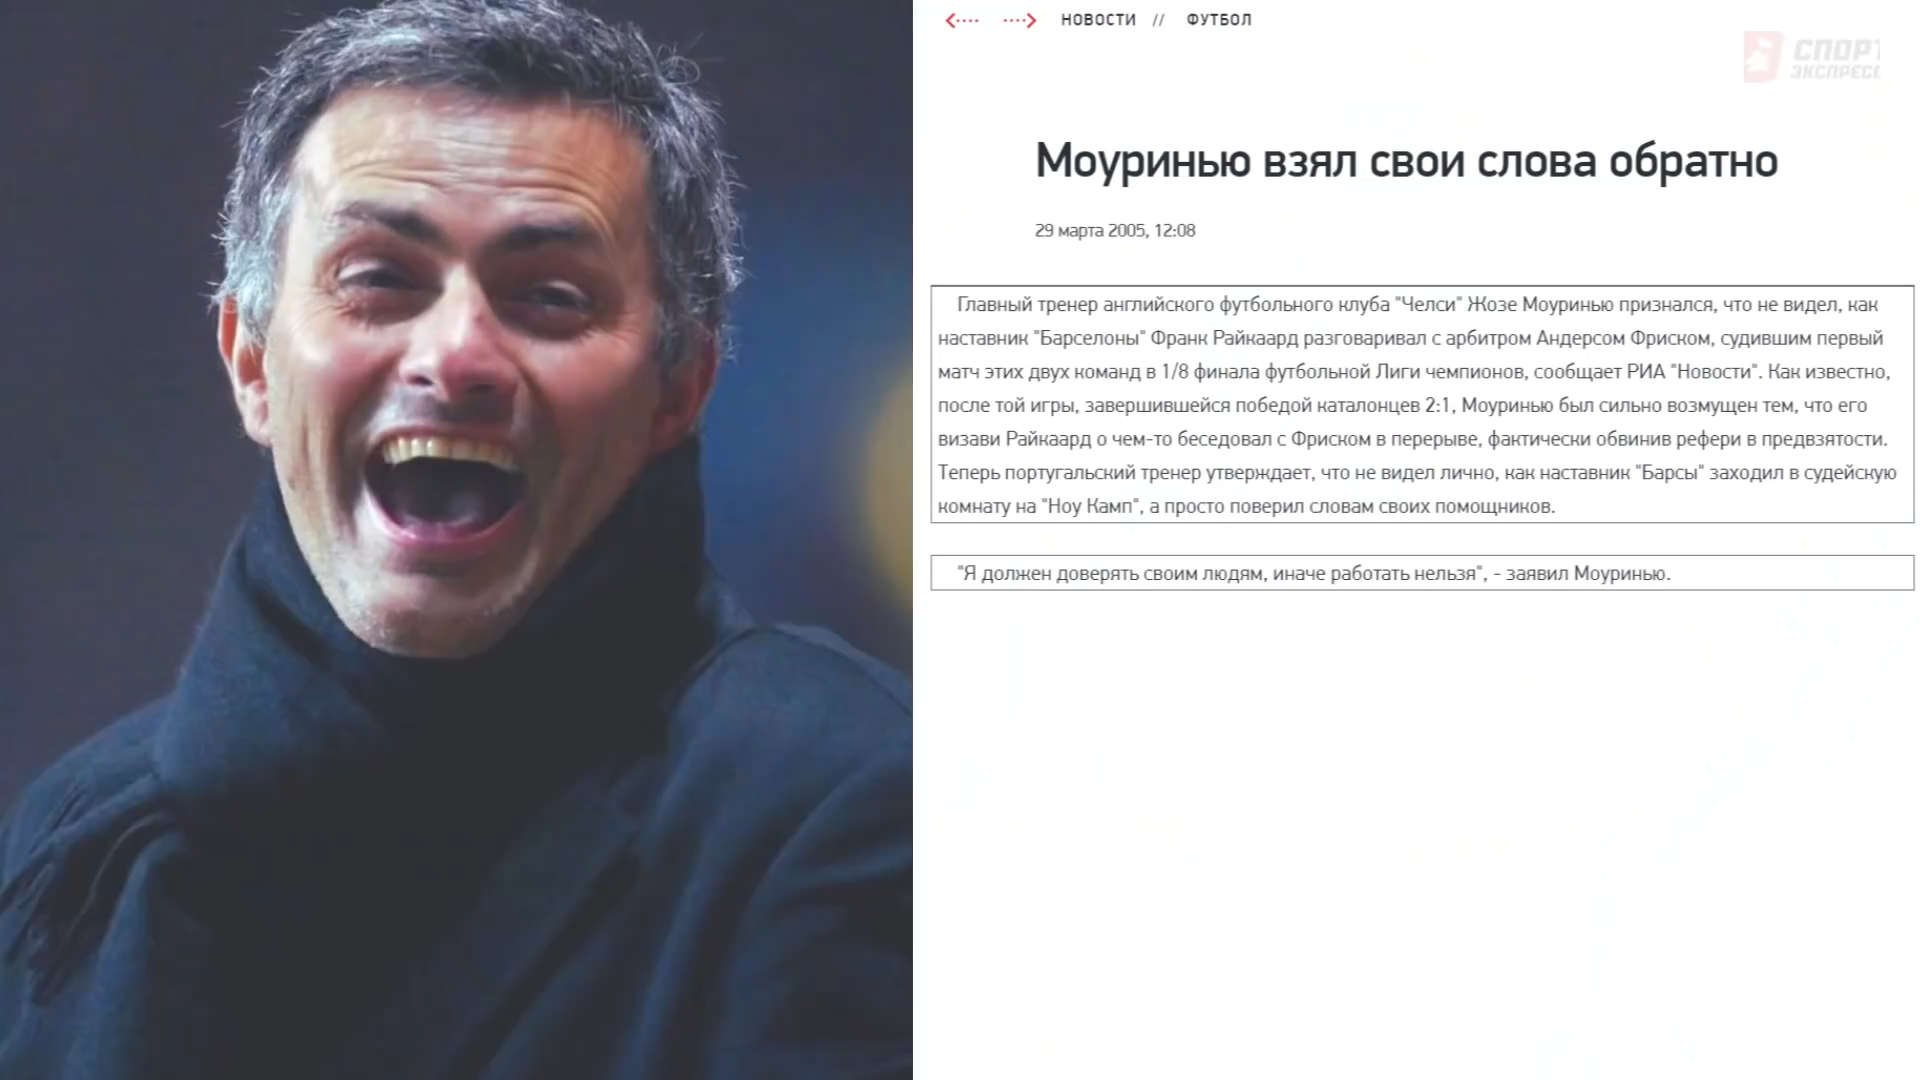 НОВОСТИ // ФУТБОЛ
СПОРТ
ЭКСПРЕСС
Моуринью взял свои слова обратно
29 марта 2005, 12:08
Главный тренер английского футбольного клуба "Челси" Жозе Моуринью признался, что не видел, как
наставник "Барселоны" Франк Райкаард разговаривал с арбитром Андерсом Фриском, судившим первый
матч этих двух команд в 1/8 финала футбольной Лиги чемпионов, сообщает РИА "Новости". Как известно,
после той игры, завершившейся победой каталонцев 2:1, Моуринью был сильно возмущен тем, что его
визави Райкаард о чем-то беседовал с Фриском в перерыве, фактически обвинив рефери в предвзятости.
Теперь португальский тренер утверждает, что не видел лично, как наставник "Барсы" заходил в судейскую
комнату на "Ноу Камп", а просто поверил словам своих помощников.
"Я должен доверять своим людям, иначе работать нельзя", - заявил Моуринью.